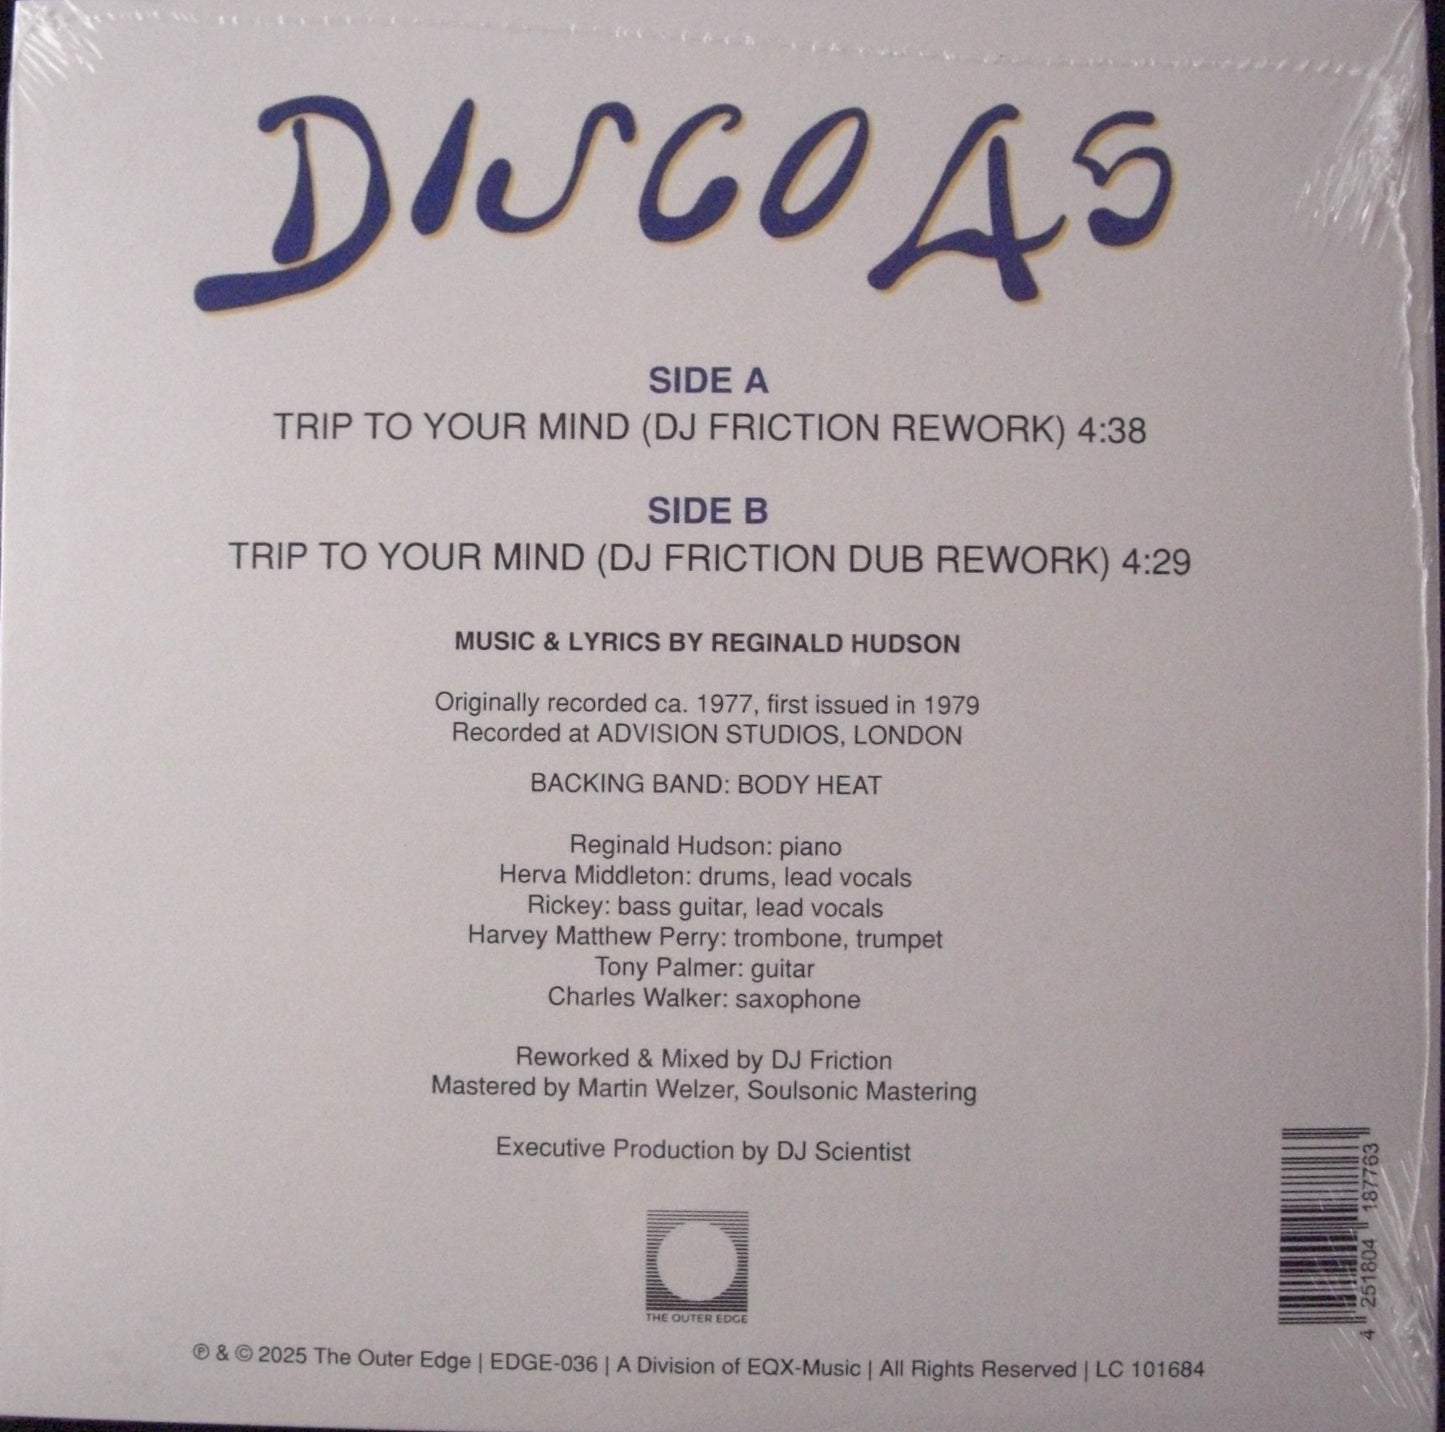 DISCO 45
SIDE A
TRIP TO YOUR MIND (DJ FRICTION REWORK) 4:38
SIDE B
TRIP TO YOUR MIND (DJ FRICTION DUB REWORK) 4:29
MUSIC & LYRICS BY REGINALD HUDSON
Originally recorded ca. 1977, first issued in 1979
Recorded at ADVISION STUDIOS, LONDON
BACKING BAND: BODY HEAT
Reginald Hudson: piano
Herva Middleton: drums, lead vocals
Rickey: bass guitar, lead vocals
Harvey Matthew Perry: trombone, trumpet
Tony Palmer: guitar
Charles Walker: saxophone
Reworked & Mixed by DJ Friction
Mastered by Martin Welzer, Soulsonic Mastering
Executive Production by DJ Scientist
THE OUTER EDGE
4 251804 187763
℗ & © 2025 The Outer Edge | EDGE-036 | A Division of EQX-Music | All Rights Reserved | LC 101684